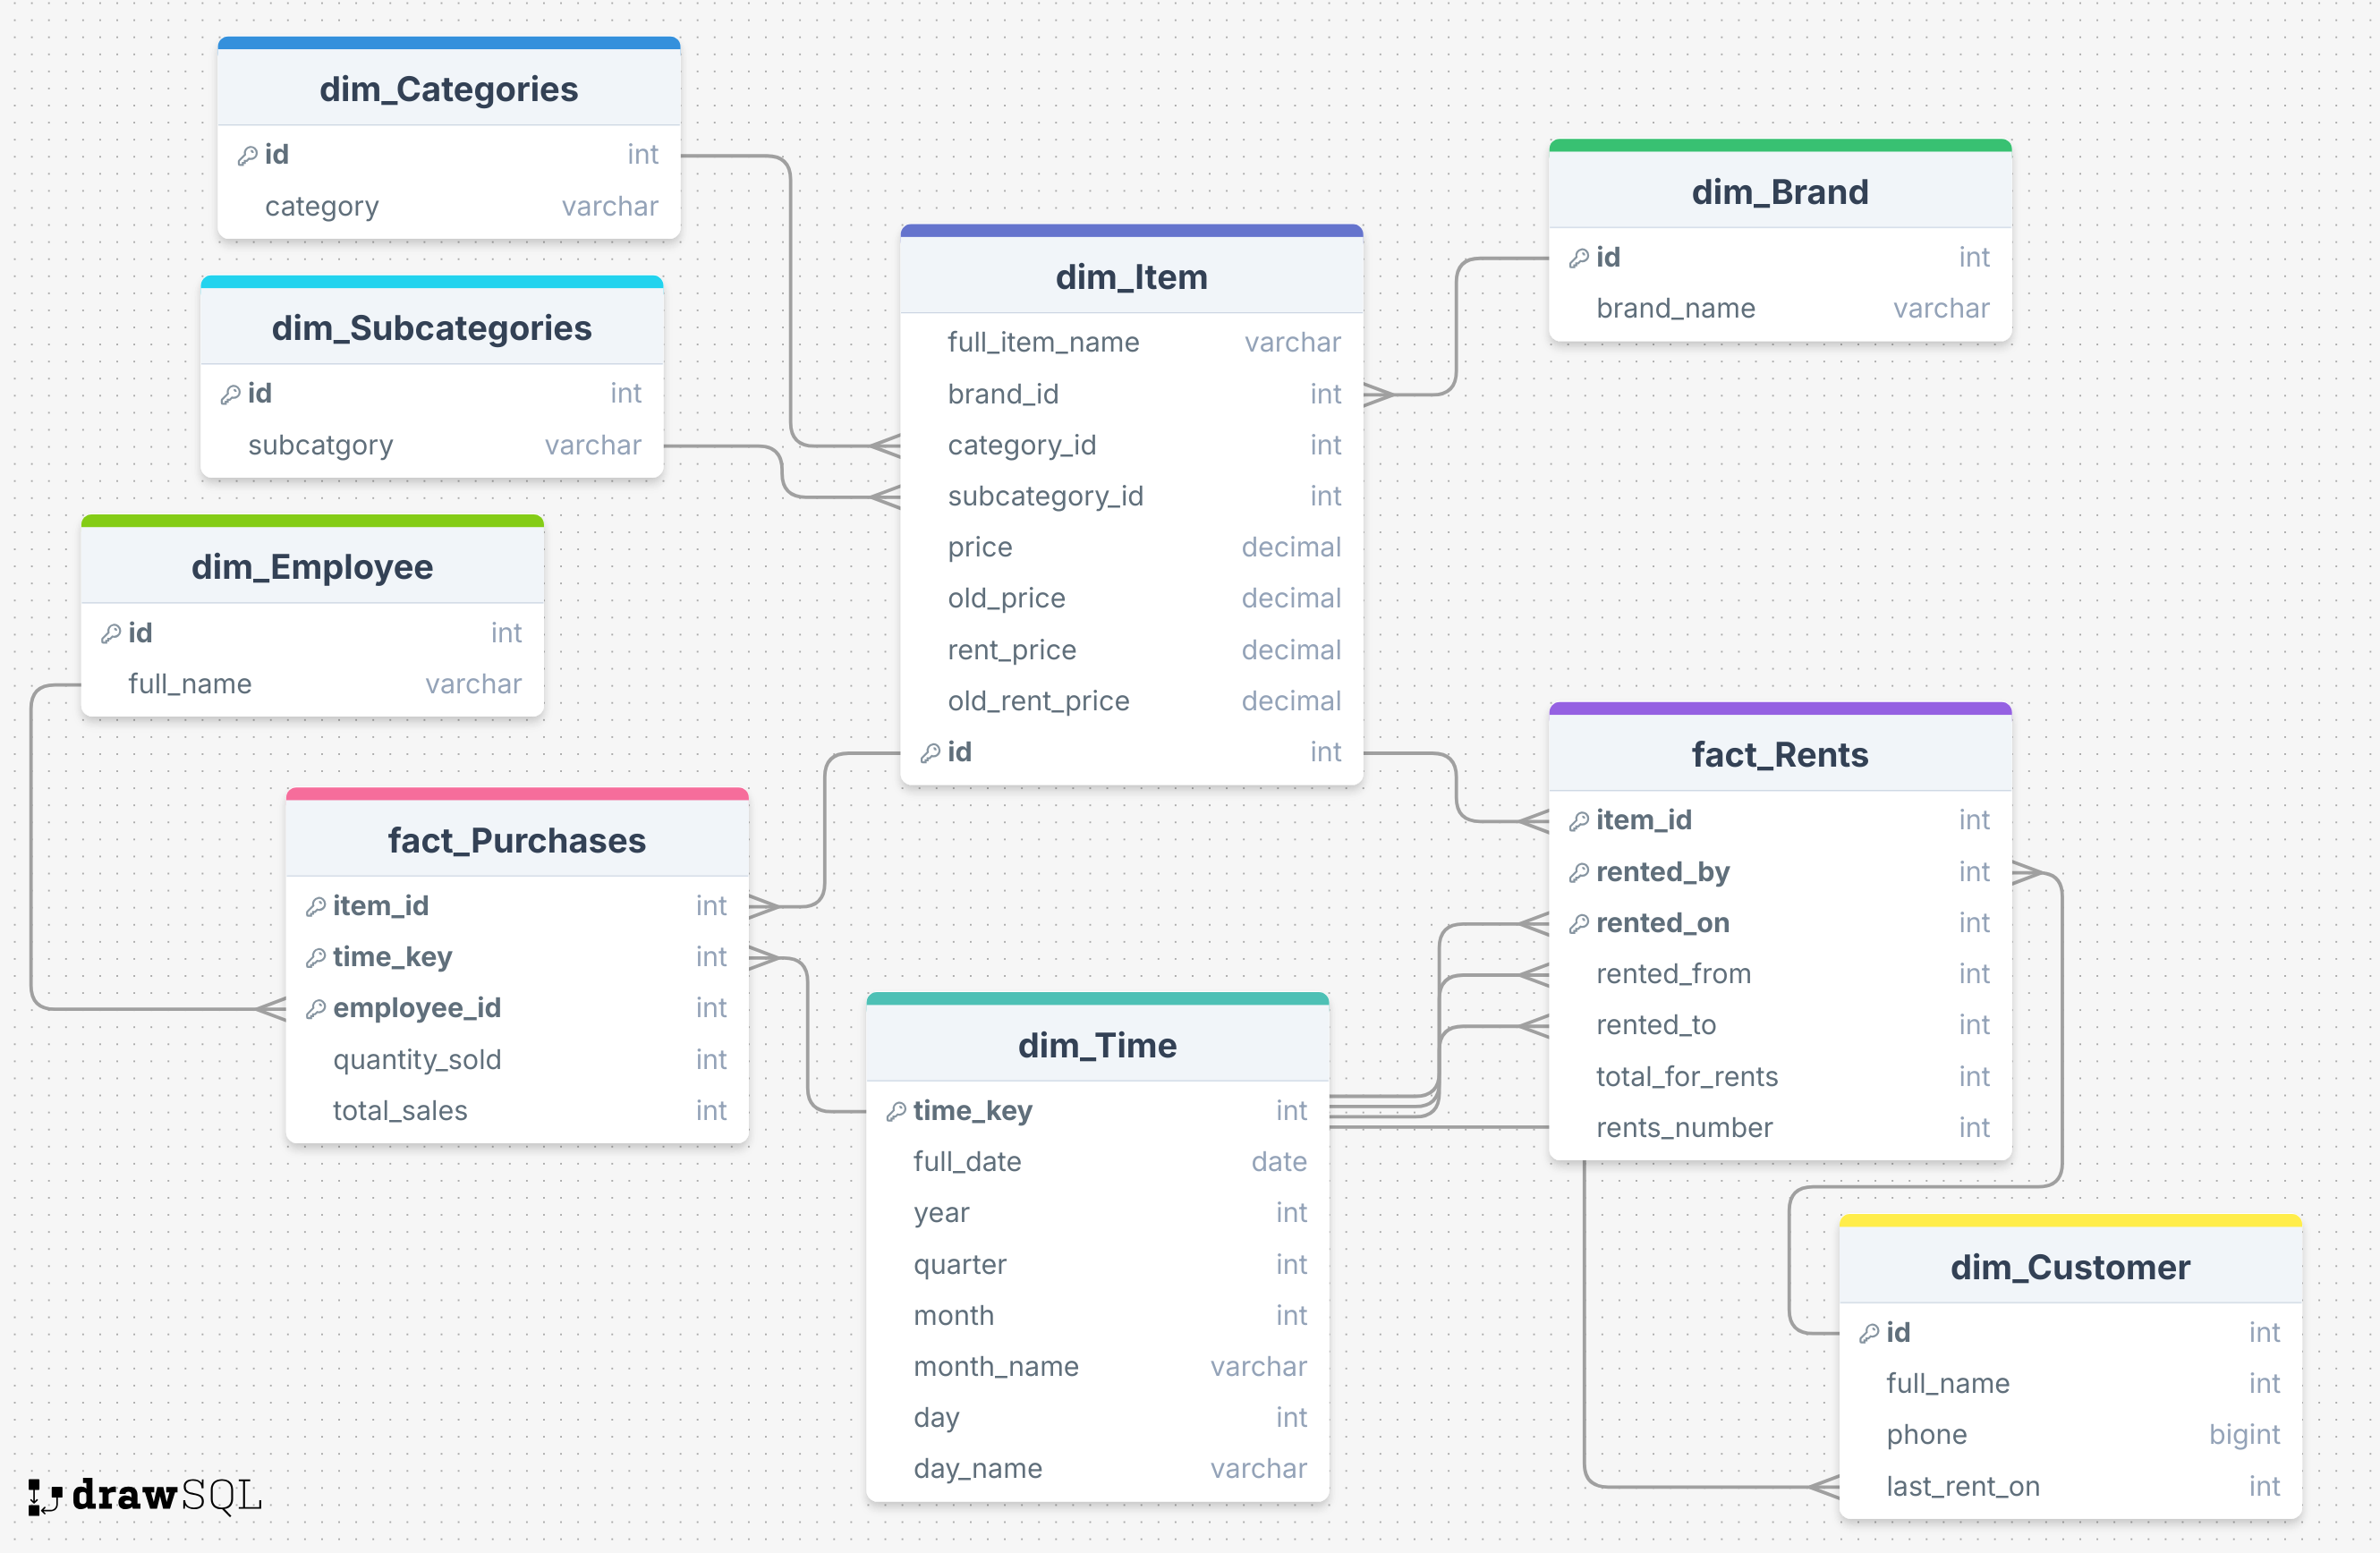 dim_Categories
id int
category varchar
dim_Subcategories
id int
subcatgory varchar
dim_Employee
id int
full_name varchar
fact_Purchases
item_id int
time_key int
employee_id int
quantity_sold int
total_sales int
dim_Item
full_item_name varchar
brand_id int
category_id int
subcategory_id int
price decimal
old_price decimal
rent_price decimal
old_rent_price decimal
id int
dim_Time
time_key int
full_date date
year int
quarter int
month int
month_name varchar
day int
day_name varchar
dim_Brand
id int
brand_name varchar
fact_Rents
item_id int
rented_by int
rented_on int
rented_from int
rented_to int
total_for_rents int
rents_number int
dim_Customer
id int
full_name int
phone bigint
last_rent_on int
drawSQL